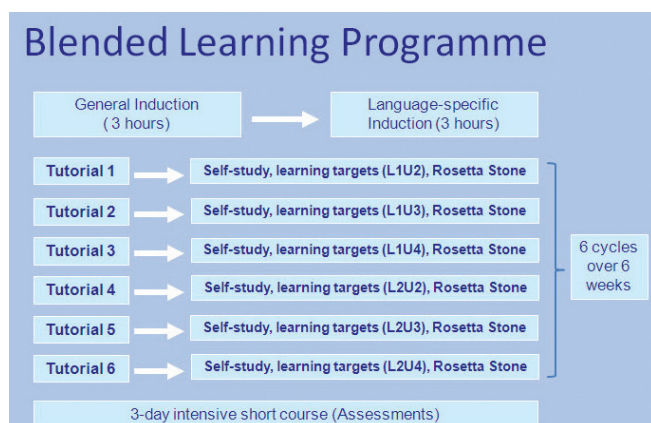 Blended Learning Programme
General Induction
( 3 hours)
Language-specific
Induction (3 hours)
Tutorial 1
Self-study, learning targets (L1U2), Rosetta Stone
Tutorial 2
Self-study, learning targets (L1U3), Rosetta Stone
Tutorial 3
Self-study, learning targets (L1U4), Rosetta Stone
Tutorial 4
Self-study, learning targets (L2U2), Rosetta Stone
Tutorial 5
Self-study, learning targets (L2U3), Rosetta Stone
Tutorial 6
Self-study, learning targets (L2U4), Rosetta Stone
6 cycles
over 6
weeks
3-day intensive short course (Assessments)